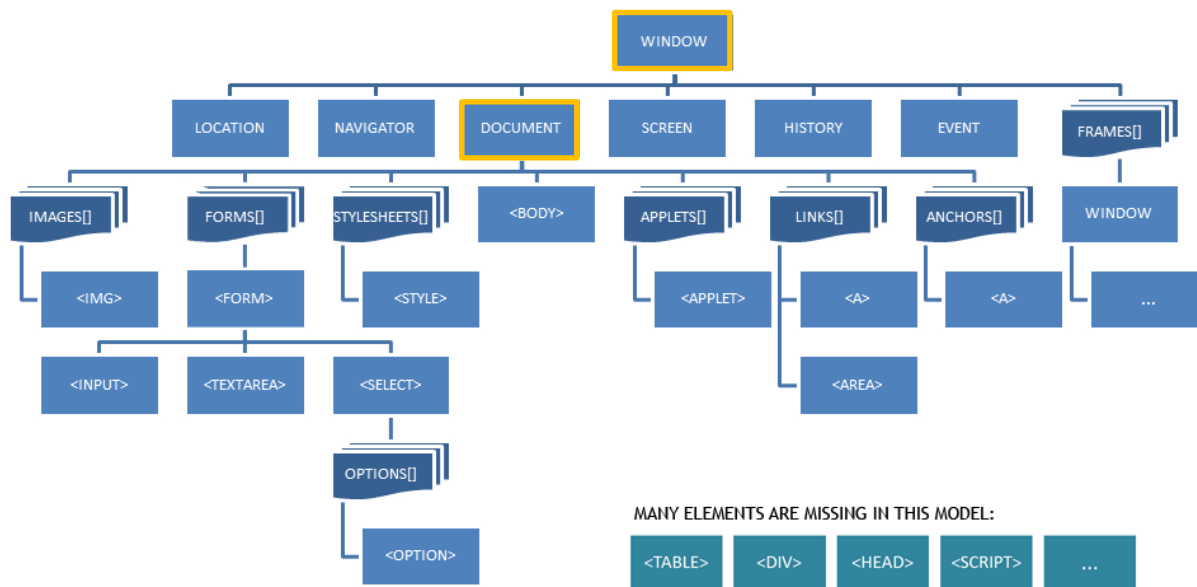 WINDOW
LOCATION
NAVIGATOR
DOCUMENT
SCREEN
HISTORY
EVENT
FRAMES[]
IMAGES[]
FORMS[]
STYLESHEETS[]
<BODY>
APPLETS[]
LINKS[]
ANCHORS[]
WINDOW
<IMG>
<FORM>
<STYLE>
<APPLET>
<A>
<A>
...
<INPUT>
<TEXTAREA>
<SELECT>
<AREA>
OPTIONS[]
<OPTION>
MANY ELEMENTS ARE MISSING IN THIS MODEL:
<TABLE>
<DIV>
<HEAD>
<SCRIPT>
...